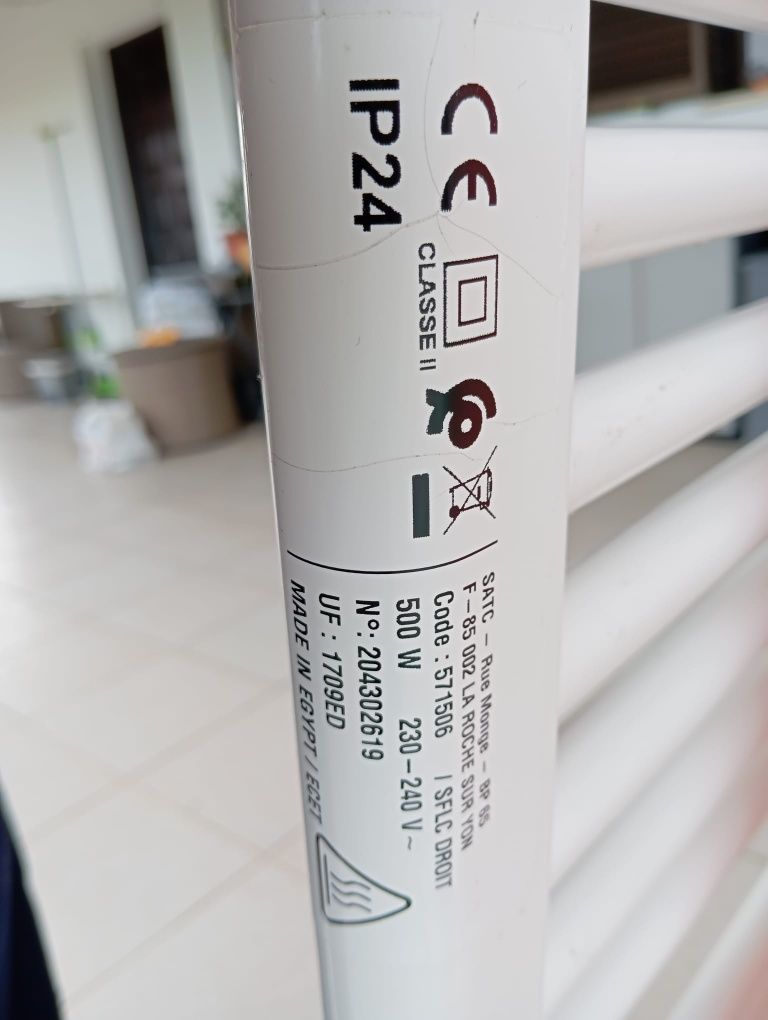 CE
IP24
CLASSE II
SATC – Rue Monge – BP 65
F – 85 002 LA ROCHE SUR YON
Code : 571506 / SFLC DROIT
500 W 230–240 V ~
N°: 204302619
UF : 1709ED
MADE IN EGYPT / EGET